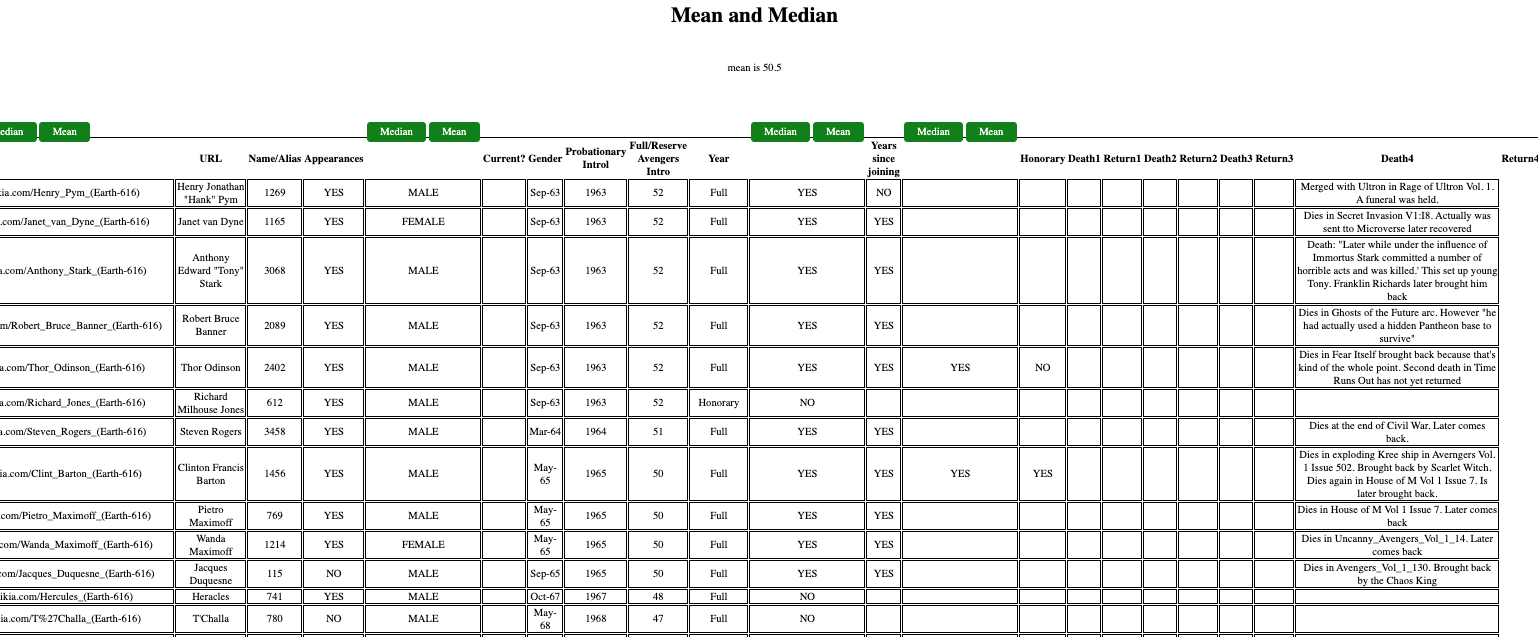 Mean and Median
mean is 50.5
edian Mean Median Mean Median Mean Median Mean
URL Name/Alias Appearances Current? Gender Probationary Introl Full/Reserve Avengers Intro Year Years since joining Honorary Death1 Return1 Death2 Return2 Death3 Return3 Death4 Return4
kia.com/Henry_Pym_(Earth-616) Henry Jonathan "Hank" Pym 1269 YES MALE Sep-63 1963 52 Full YES NO Merged with Ultron in Rage of Ultron Vol. 1. A funeral was held.
.com/Janet_van_Dyne_(Earth-616) Janet van Dyne 1165 YES FEMALE Sep-63 1963 52 Full YES YES Dies in Secret Invasion V1:I8. Actually was sent tto Microverse later recovered
a.com/Anthony_Stark_(Earth-616) Anthony Edward "Tony" Stark 3068 YES MALE Sep-63 1963 52 Full YES YES Death: "Later while under the influence of Immortus Stark committed a number of horrible acts and was killed.' This set up young Tony. Franklin Richards later brought him back
m/Robert_Bruce_Banner_(Earth-616) Robert Bruce Banner 2089 YES MALE Sep-63 1963 52 Full YES YES Dies in Ghosts of the Future arc. However "he had actually used a hidden Pantheon base to survive"
a.com/Thor_Odinson_(Earth-616) Thor Odinson 2402 YES MALE Sep-63 1963 52 Full YES YES YES NO Dies in Fear Itself brought back because that's kind of the whole point. Second death in Time Runs Out has not yet returned
a.com/Richard_Jones_(Earth-616) Richard Milhouse Jones 612 YES MALE Sep-63 1963 52 Honorary NO
a.com/Steven_Rogers_(Earth-616) Steven Rogers 3458 YES MALE Mar-64 1964 51 Full YES YES Dies at the end of Civil War. Later comes back.
ia.com/Clint_Barton_(Earth-616) Clinton Francis Barton 1456 YES MALE May-65 1965 50 Full YES YES YES YES Dies in exploding Kree ship in Averngers Vol. 1 Issue 502. Brought back by Scarlet Witch. Dies again in House of M Vol 1 Issue 7. Is later brought back.
.com/Pietro_Maximoff_(Earth-616) Pietro Maximoff 769 YES MALE May-65 1965 50 Full YES YES Dies in House of M Vol 1 Issue 7. Later comes back
.com/Wanda_Maximoff_(Earth-616) Wanda Maximoff 1214 YES FEMALE May-65 1965 50 Full YES YES Dies in Uncanny_Avengers_Vol_1_14. Later comes back
com/Jacques_Duquesne_(Earth-616) Jacques Duquesne 115 NO MALE Sep-65 1965 50 Full YES YES Dies in Avengers_Vol_1_130. Brought back by the Chaos King
ikia.com/Hercules_(Earth-616) Heracles 741 YES MALE Oct-67 1967 48 Full NO
ia.com/T%27Challa_(Earth-616) T'Challa 780 NO MALE May-68 1968 47 Full NO